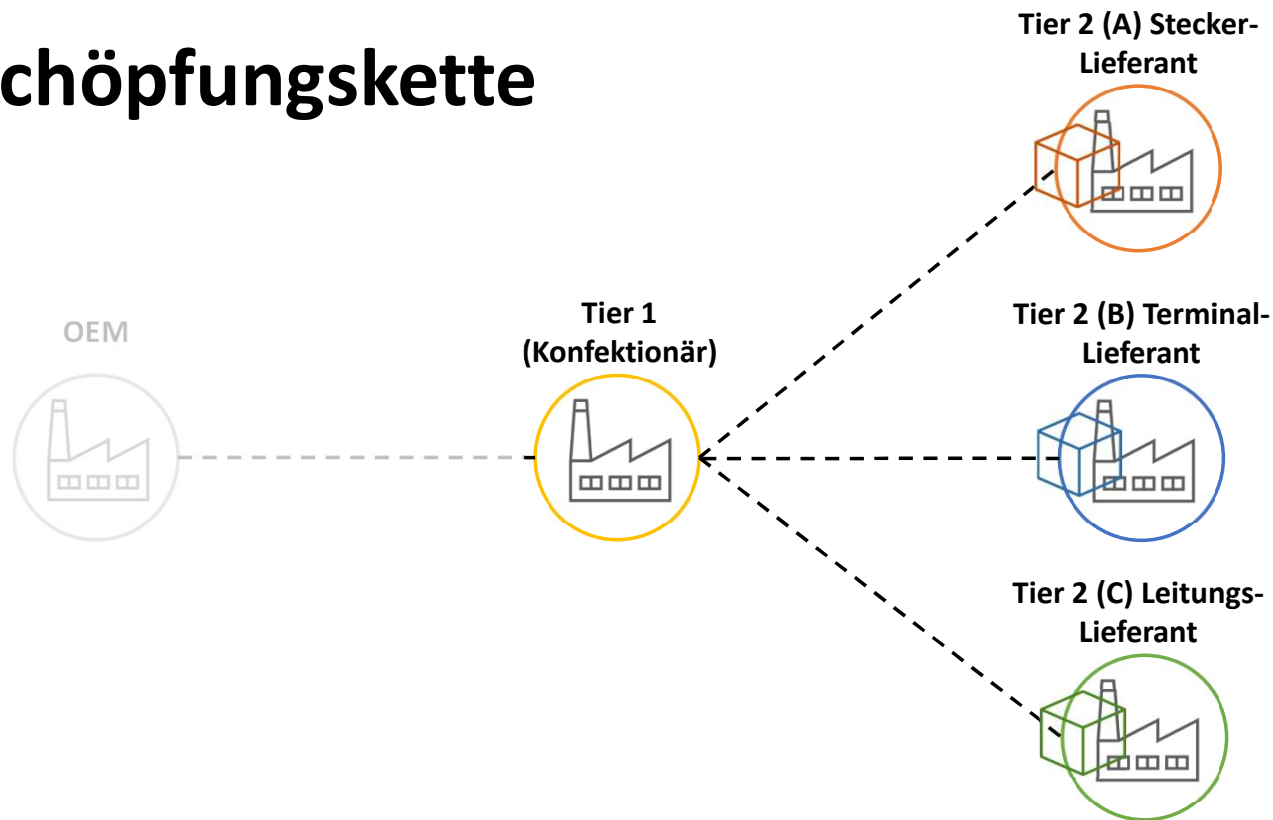 chöpfungskette
Tier 2 (A) Stecker-
Lieferant
OEM
Tier 1
(Konfektionär)
Tier 2 (B) Terminal-
Lieferant
Tier 2 (C) Leitungs-
Lieferant